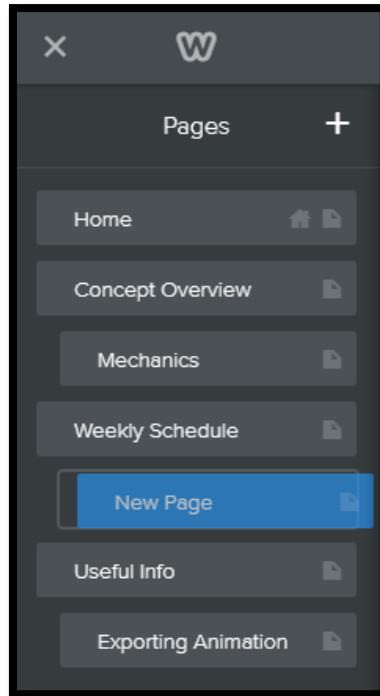 Pages +
Home
Concept Overview
Mechanics
Weekly Schedule
New Page
Useful Info
Exporting Animation